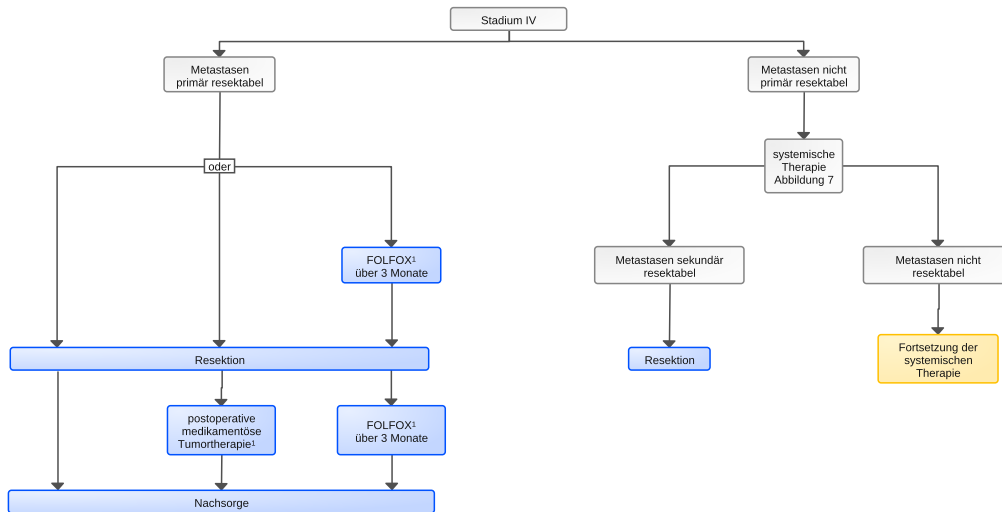 Stadium IV
Metastasen
primär resektabel
Metastasen nicht
primär resektabel
oder
systemische
Therapie
Abbildung 7
FOLFOX¹
über 3 Monate
Metastasen sekundär
resektabel
Metastasen nicht
resektabel
Resektion
Resektion
Fortsetzung der
systemischen
Therapie
postoperative
medikamentöse
Tumortherapie¹
FOLFOX¹
über 3 Monate
Nachsorge